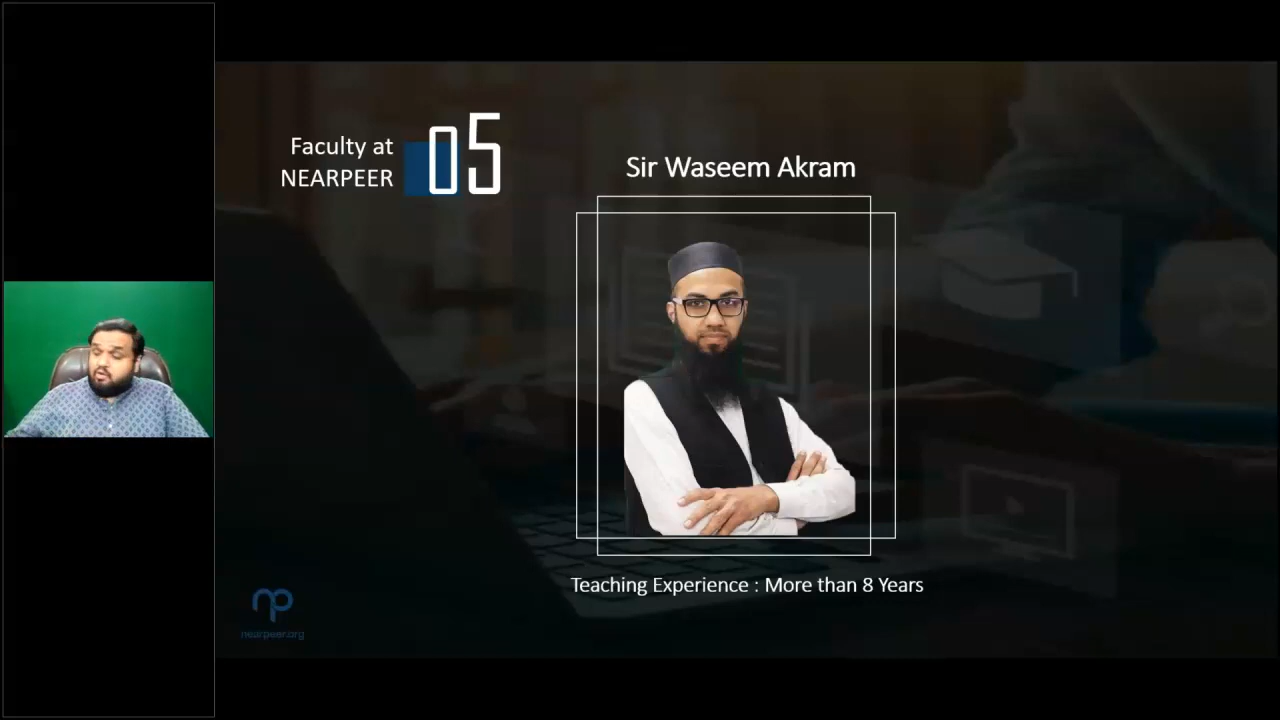 Faculty at
NEARPEER
05
Sir Waseem Akram
Teaching Experience : More than 8 Years
np
nearpeer.org